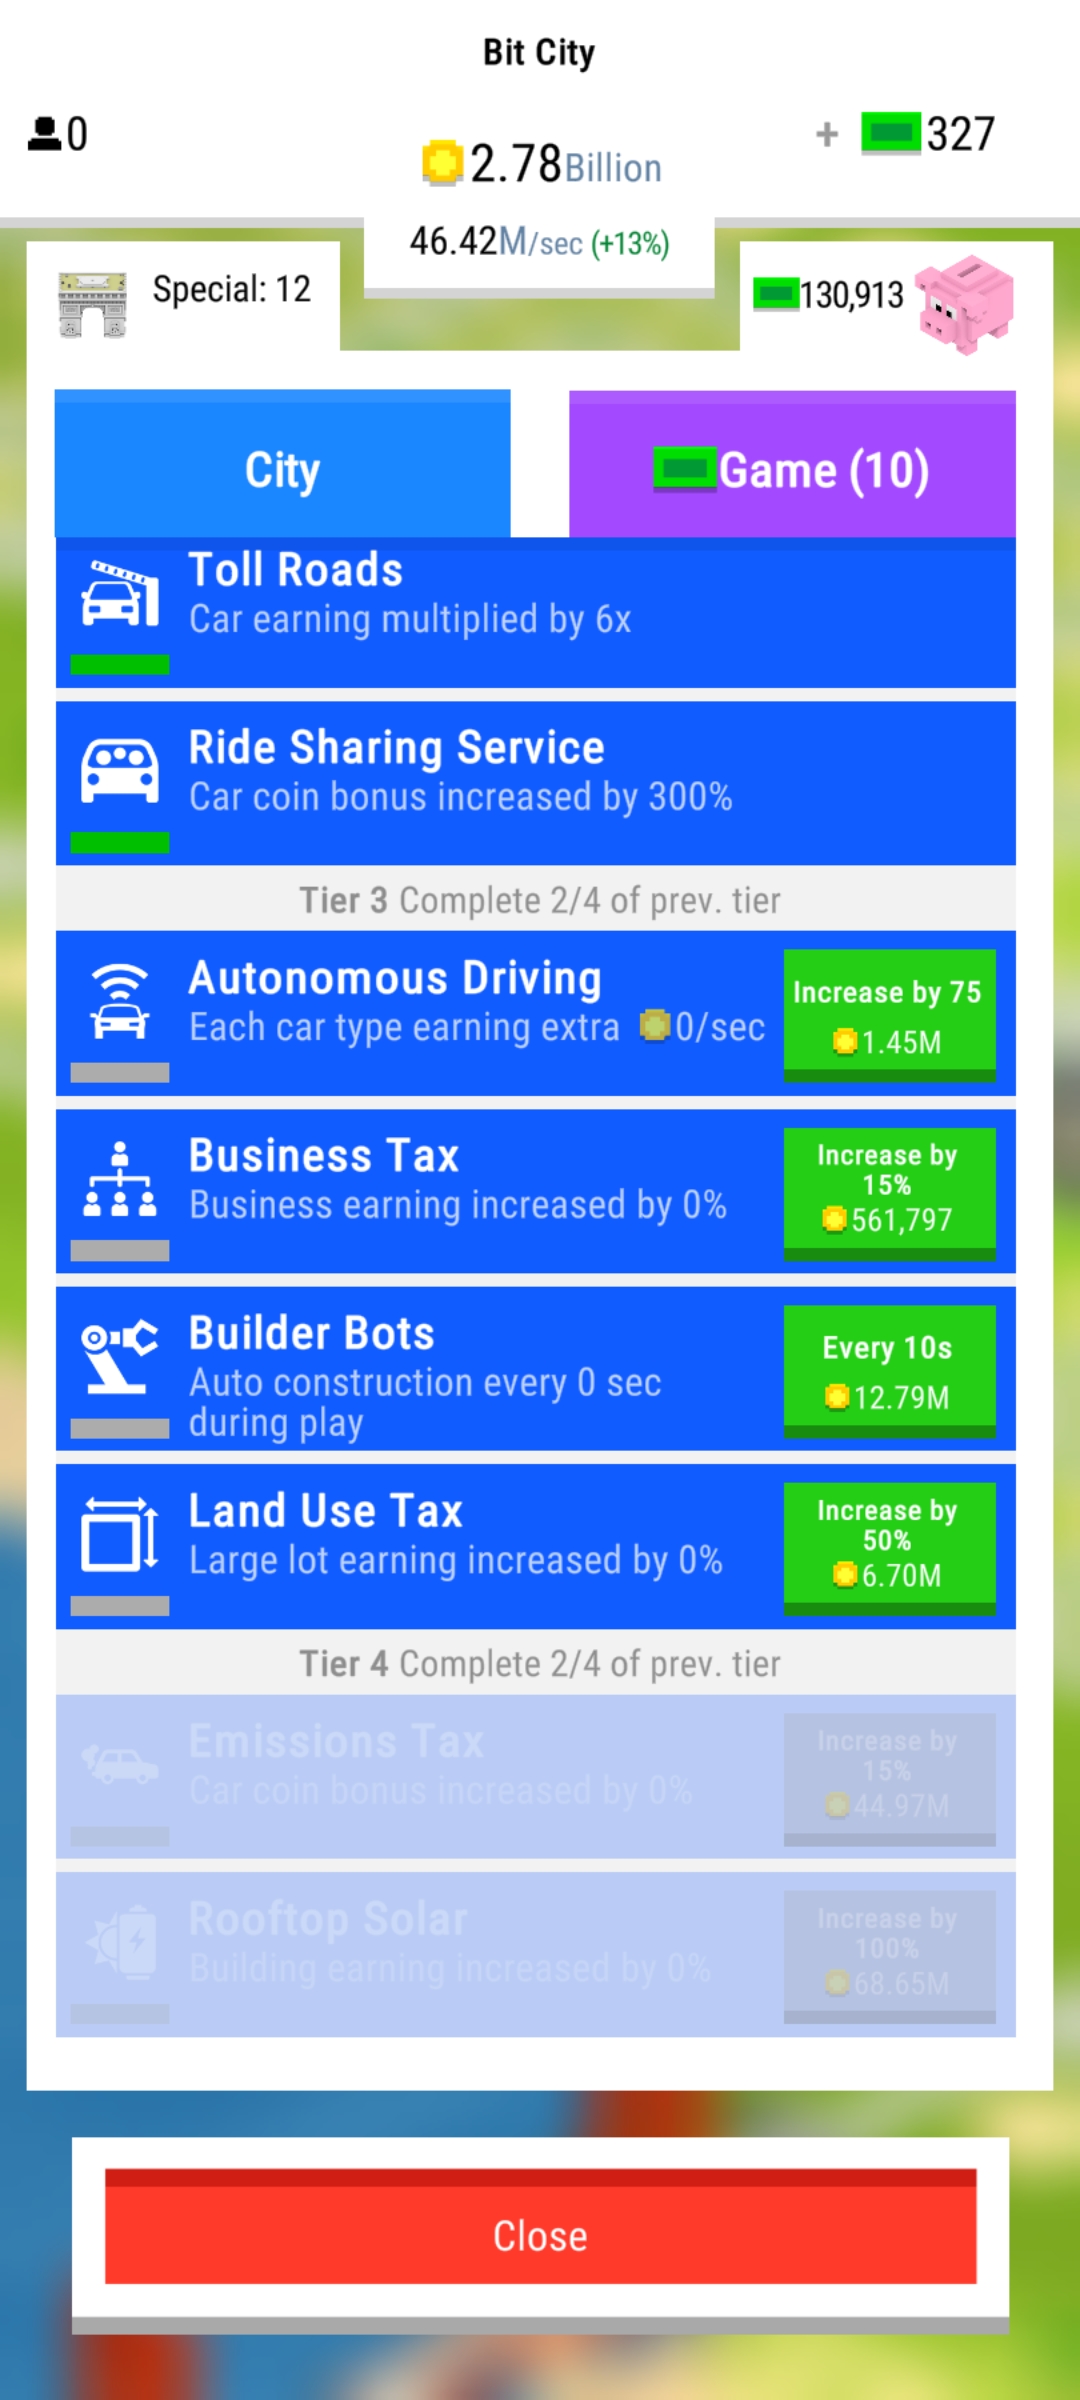 Bit City
0
2.78Billion
+ 327
46.42M/sec (+13%)
Special: 12
130,913
City
Game (10)
Toll Roads
Car earning multiplied by 6x
Ride Sharing Service
Car coin bonus increased by 300%
Tier 3 Complete 2/4 of prev. tier
Autonomous Driving
Each car type earning extra 0/sec
Increase by 75
1.45M
Business Tax
Business earning increased by 0%
Increase by
15%
561,797
Builder Bots
Auto construction every 0 sec
during play
Every 10s
12.79M
Land Use Tax
Large lot earning increased by 0%
Increase by
50%
6.70M
Tier 4 Complete 2/4 of prev. tier
Emissions Tax
Car coin bonus increased by 0%
Increase by
15%
44.97M
Rooftop Solar
Building earning increased by 0%
Increase by
100%
68.65M
Close